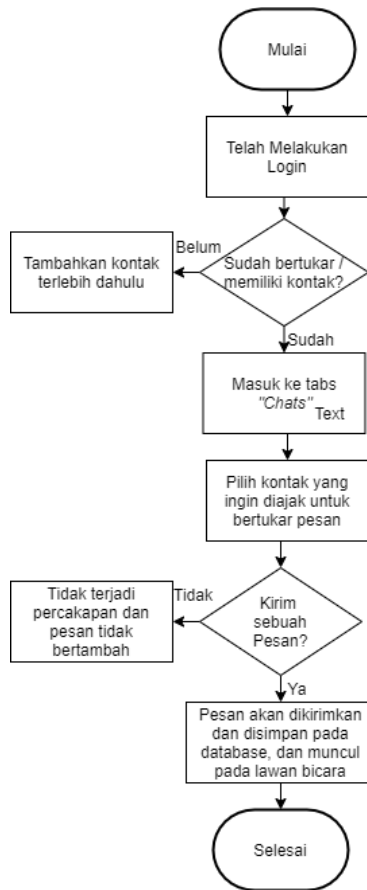 Mulai
Telah Melakukan
Login
Belum
Tambahkan kontak
terlebih dahulu
Sudah bertukar /
memiliki kontak?
Sudah
Masuk ke tabs
"Chats"
Text
Pilih kontak yang
ingin diajak untuk
bertukar pesan
Tidak
Tidak terjadi
percakapan dan
pesan tidak
bertambah
Kirim
sebuah
Pesan?
Ya
Pesan akan dikirimkan
dan disimpan pada
database, dan muncul
pada lawan bicara
Selesai